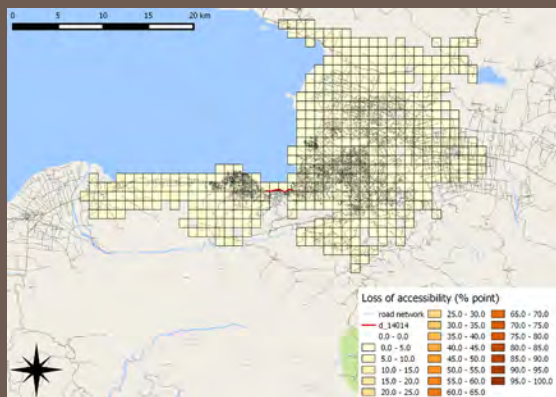 0 5 10 15 20 km
Loss of accessibility (% point)
road network
d_14014
0.0 - 0.0
0.0 - 5.0
5.0 - 10.0
10.0 - 15.0
15.0 - 20.0
20.0 - 25.0
25.0 - 30.0
30.0 - 35.0
35.0 - 40.0
40.0 - 45.0
45.0 - 50.0
50.0 - 55.0
55.0 - 60.0
60.0 - 65.0
65.0 - 70.0
70.0 - 75.0
75.0 - 80.0
80.0 - 85.0
85.0 - 90.0
90.0 - 95.0
95.0 - 100.0